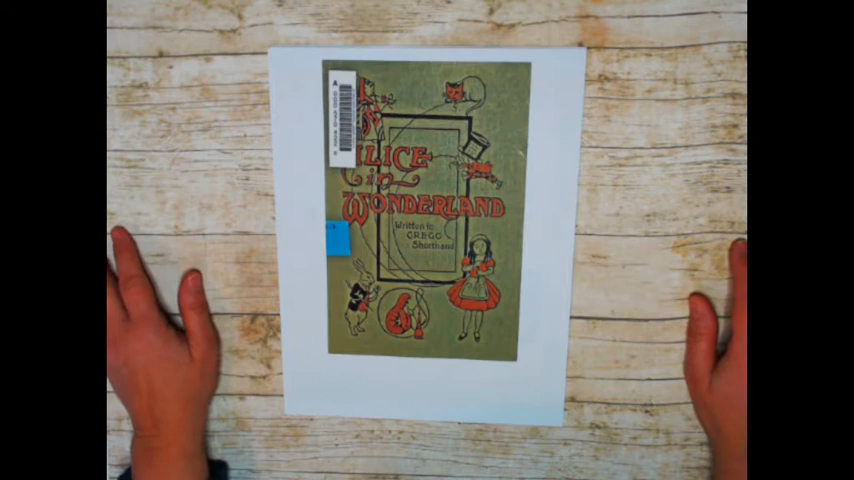 ALICE
in
WONDERLAND
Written in
GREGG
Shorthand